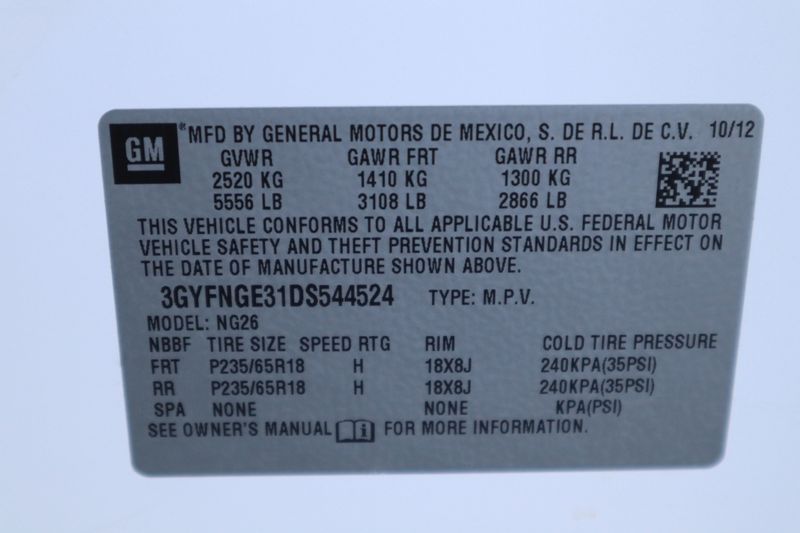 GM ® MFD BY GENERAL MOTORS DE MEXICO, S. DE R.L. DE C.V. 10/12
GVWR GAWR FRT GAWR RR
2520 KG 1410 KG 1300 KG
5556 LB 3108 LB 2866 LB
THIS VEHICLE CONFORMS TO ALL APPLICABLE U.S. FEDERAL MOTOR
VEHICLE SAFETY AND THEFT PREVENTION STANDARDS IN EFFECT ON
THE DATE OF MANUFACTURE SHOWN ABOVE.
3GYFNGE31DS544524 TYPE: M.P.V.
MODEL: NG26
NBBF TIRE SIZE SPEED RTG RIM COLD TIRE PRESSURE
FRT P235/65R18 H 18X8J 240KPA(35PSI)
RR P235/65R18 H 18X8J 240KPA(35PSI)
SPA NONE NONE KPA(PSI)
SEE OWNER'S MANUAL i FOR MORE INFORMATION.